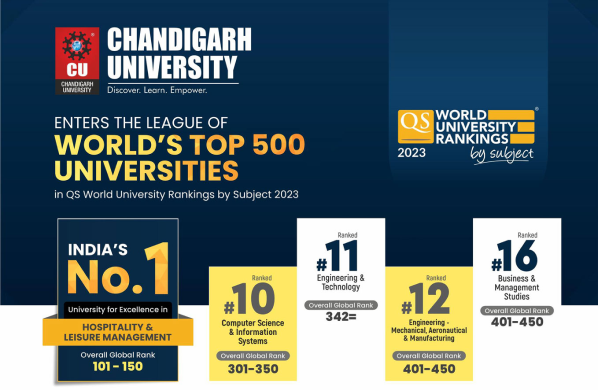 CU
CHANDIGARH
UNIVERSITY
CHANDIGARH
UNIVERSITY
Discover. Learn. Empower.
QS WORLD
UNIVERSITY
RANKINGS
2023 by subject
ENTERS THE LEAGUE OF
WORLD'S TOP 500
UNIVERSITIES
in QS World University Rankings by Subject 2023
INDIA'S
No.1
University for Excellence in
HOSPITALITY &
LEISURE MANAGEMENT
Overall Global Rank
101 - 150
Ranked
#10
Computer Science
& Information
Systems
Overall Global Rank
301-350
Ranked
#11
Engineering &
Technology
Overall Global Rank
342=
Ranked
#12
Engineering -
Mechanical, Aeronautical
& Manufacturing
Overall Global Rank
401-450
Ranked
#16
Business &
Management
Studies
Overall Global Rank
401-450